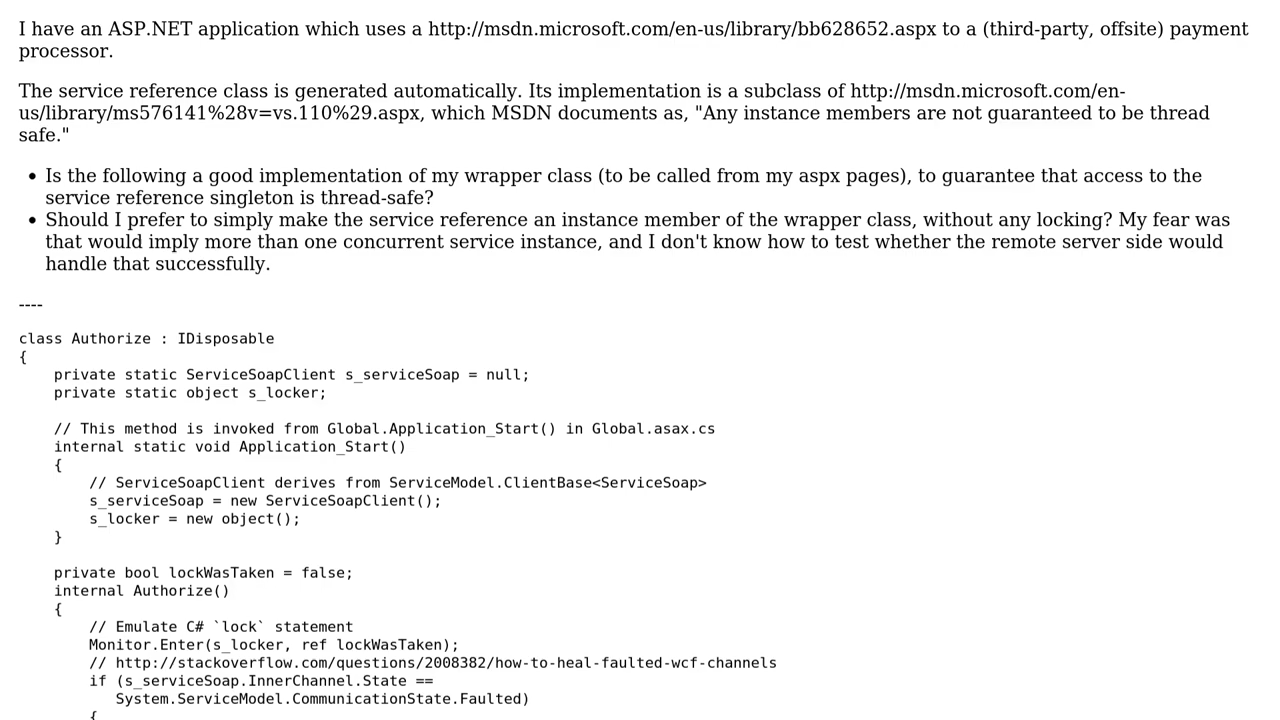 I have an ASP.NET application which uses a http://msdn.microsoft.com/en-us/library/bb628652.aspx to a (third-party, offsite) payment
processor.
The service reference class is generated automatically. Its implementation is a subclass of http://msdn.microsoft.com/en-
us/library/ms576141%28v=vs.110%29.aspx, which MSDN documents as, "Any instance members are not guaranteed to be thread
safe."
• Is the following a good implementation of my wrapper class (to be called from my aspx pages), to guarantee that access to the
service reference singleton is thread-safe?
• Should I prefer to simply make the service reference an instance member of the wrapper class, without any locking? My fear was
that would imply more than one concurrent service instance, and I don't know how to test whether the remote server side would
handle that successfully.
----
class Authorize : IDisposable
{
    private static ServiceSoapClient s_serviceSoap = null;
    private static object s_locker;
    // This method is invoked from Global.Application_Start() in Global.asax.cs
    internal static void Application_Start()
    {
        // ServiceSoapClient derives from ServiceModel.ClientBase<ServiceSoap>
        s_serviceSoap = new ServiceSoapClient();
        s_locker = new object();
    }
    private bool lockWasTaken = false;
    internal Authorize()
    {
        // Emulate C# `lock` statement
        Monitor.Enter(s_locker, ref lockWasTaken);
        // http://stackoverflow.com/questions/2008382/how-to-heal-faulted-wcf-channels
        if (s_serviceSoap.InnerChannel.State ==
           System.ServiceModel.CommunicationState.Faulted)
        {